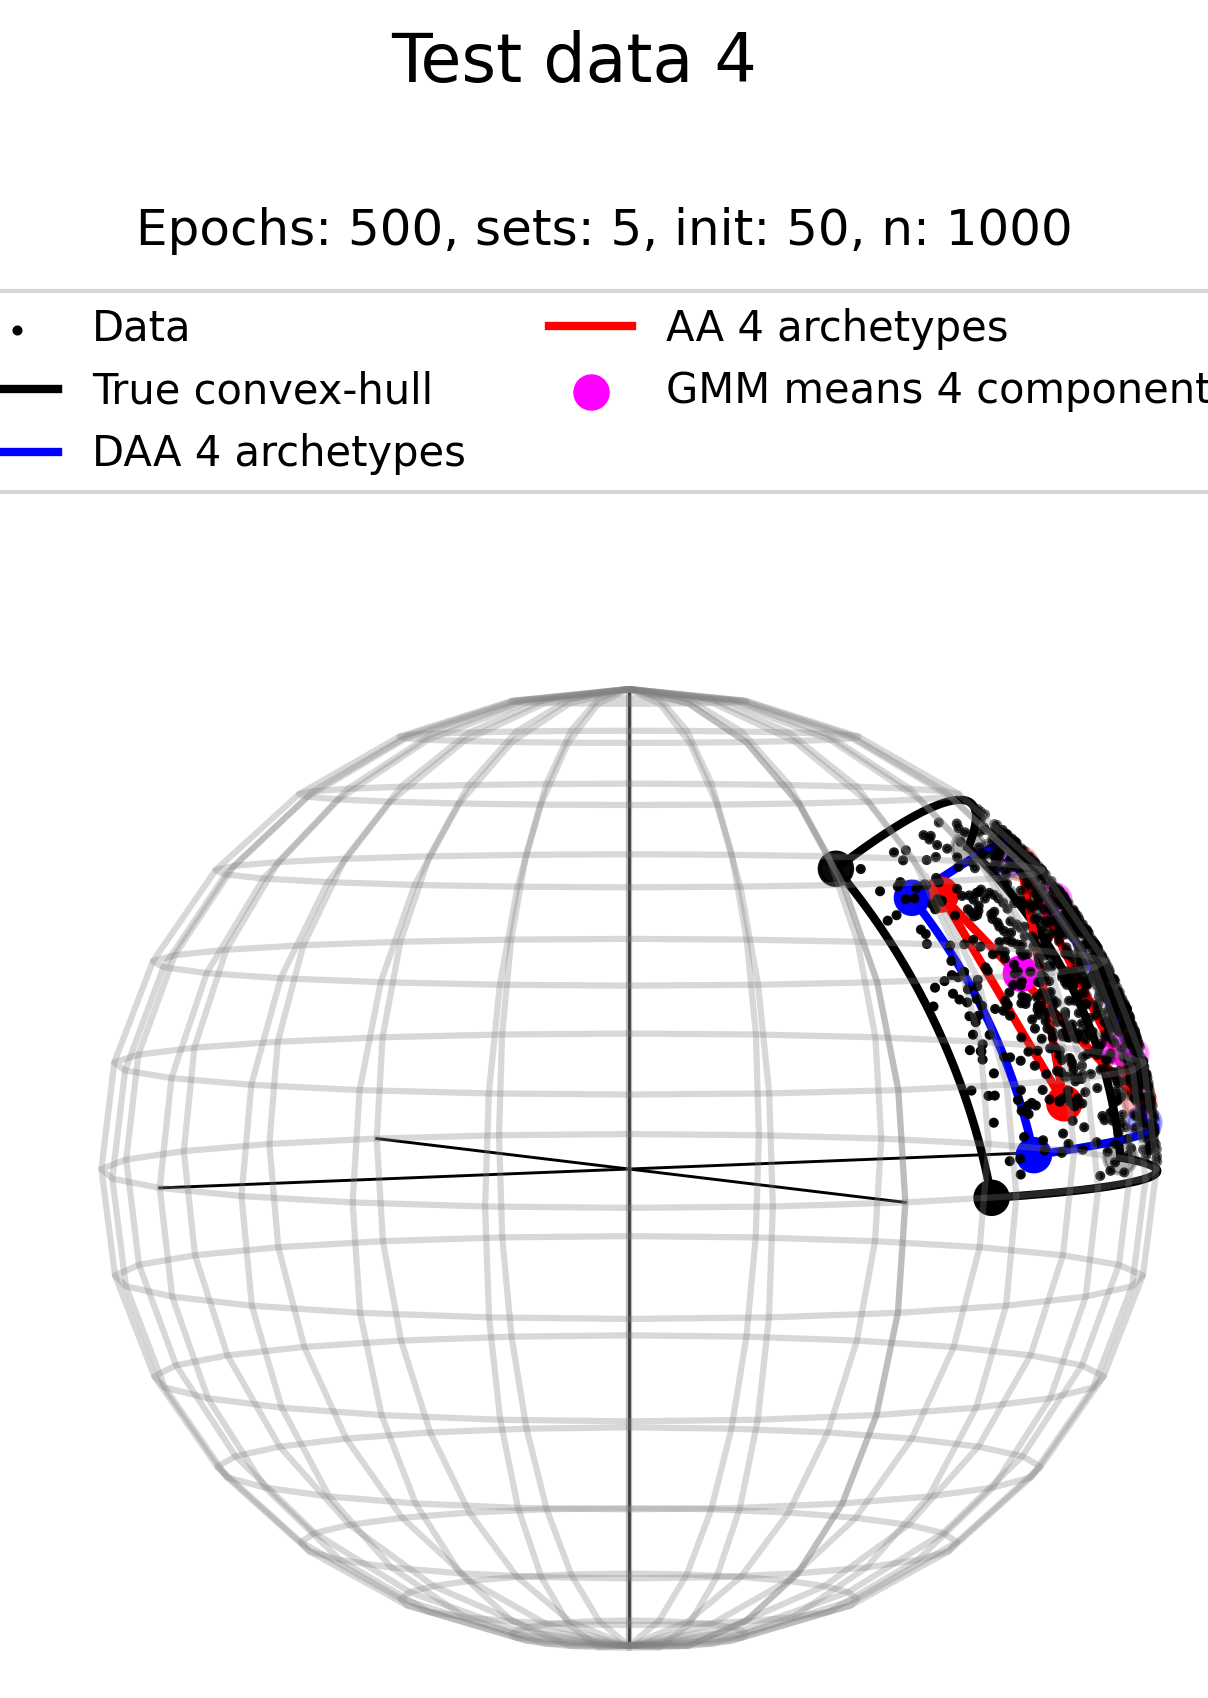 Test data 4
Epochs: 500, sets: 5, init: 50, n: 1000
Data
True convex-hull
DAA 4 archetypes
AA 4 archetypes
GMM means 4 component